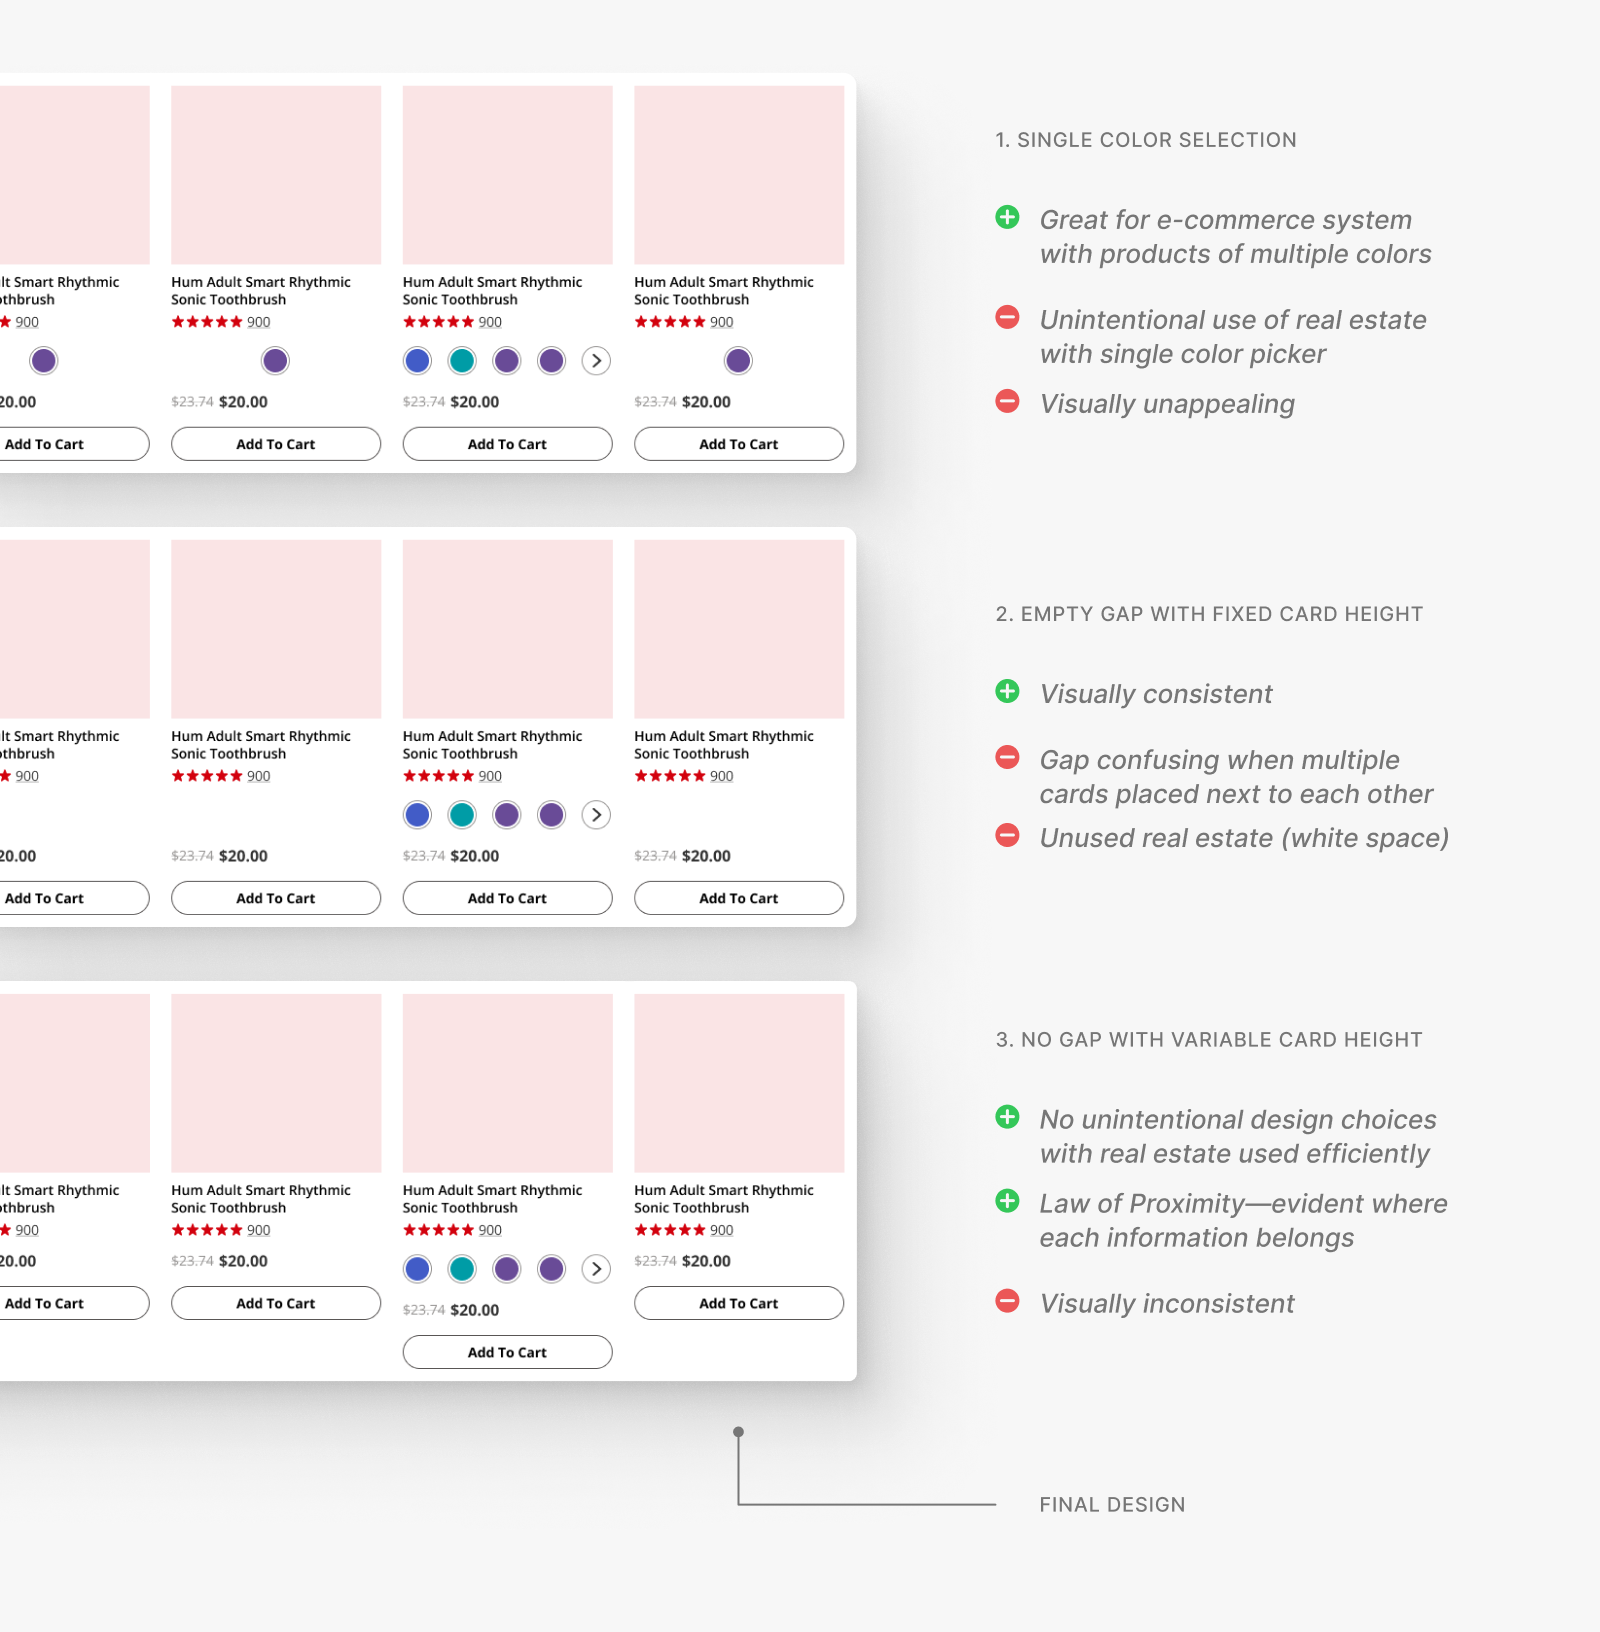 lt Smart Rhythmic Hum Adult Smart Rhythmic Hum Adult Smart Rhythmic Hum Adult Smart Rhythmic
thbrush Sonic Toothbrush Sonic Toothbrush Sonic Toothbrush
900 900 900 900
20.00 $23.74 $20.00 $23.74 $20.00 $23.74 $20.00
Add To Cart Add To Cart Add To Cart Add To Cart
1. SINGLE COLOR SELECTION
Great for e-commerce system
with products of multiple colors
Unintentional use of real estate
with single color picker
Visually unappealing
lt Smart Rhythmic Hum Adult Smart Rhythmic Hum Adult Smart Rhythmic Hum Adult Smart Rhythmic
thbrush Sonic Toothbrush Sonic Toothbrush Sonic Toothbrush
900 900 900 900
20.00 $23.74 $20.00 $23.74 $20.00 $23.74 $20.00
Add To Cart Add To Cart Add To Cart Add To Cart
2. EMPTY GAP WITH FIXED CARD HEIGHT
Visually consistent
Gap confusing when multiple
cards placed next to each other
Unused real estate (white space)
lt Smart Rhythmic Hum Adult Smart Rhythmic Hum Adult Smart Rhythmic Hum Adult Smart Rhythmic
thbrush Sonic Toothbrush Sonic Toothbrush Sonic Toothbrush
900 900 900 900
20.00 $23.74 $20.00 $23.74 $20.00
Add To Cart Add To Cart Add To Cart
$23.74 $20.00
Add To Cart
3. NO GAP WITH VARIABLE CARD HEIGHT
No unintentional design choices
with real estate used efficiently
Law of Proximity—evident where
each information belongs
Visually inconsistent
FINAL DESIGN